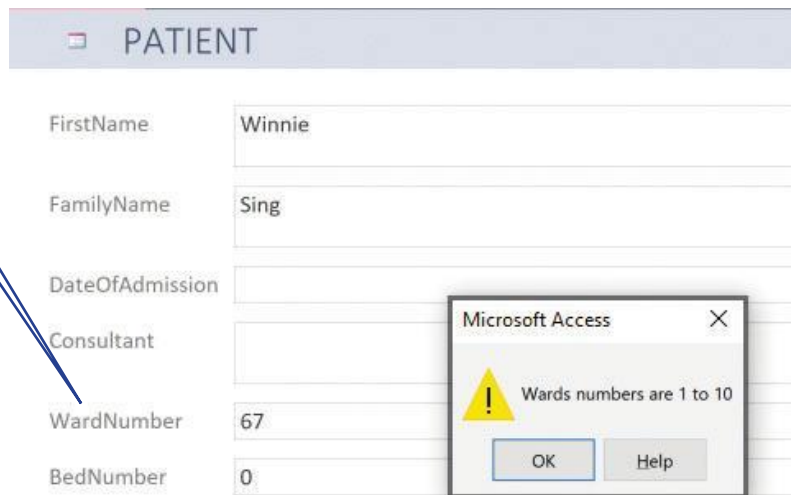 PATIENT
FirstName Winnie
FamilyName Sing
DateOfAdmission
Consultant
WardNumber 67
BedNumber 0
Microsoft Access
Wards numbers are 1 to 10
OK Help